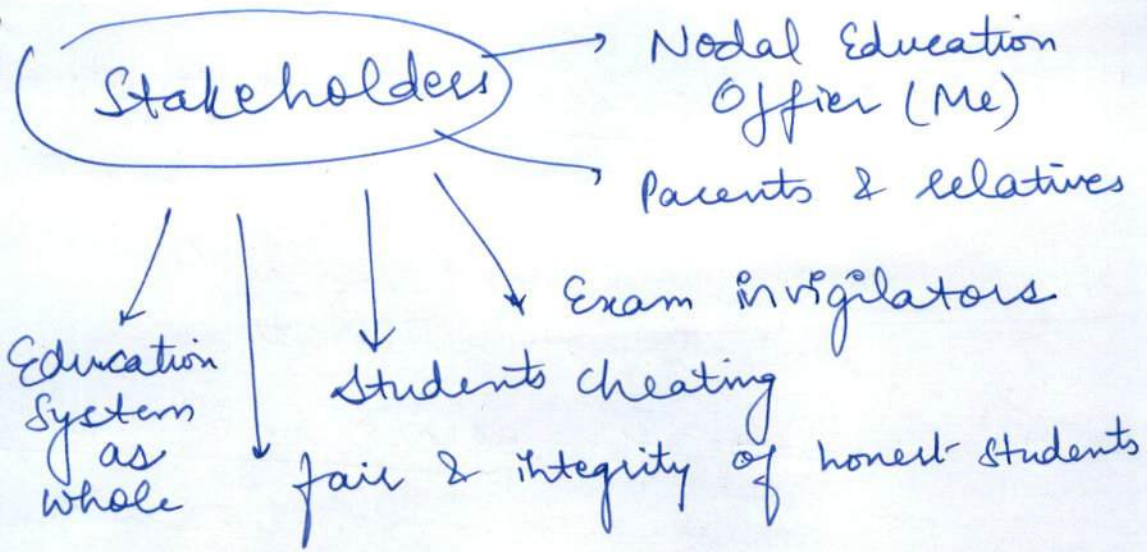 Stakeholders
Nodal Education
Offier (Me)
Parents & relatives
Exam invigilators
Students cheating
fair & integrity of honest students
Education
System
as
whole